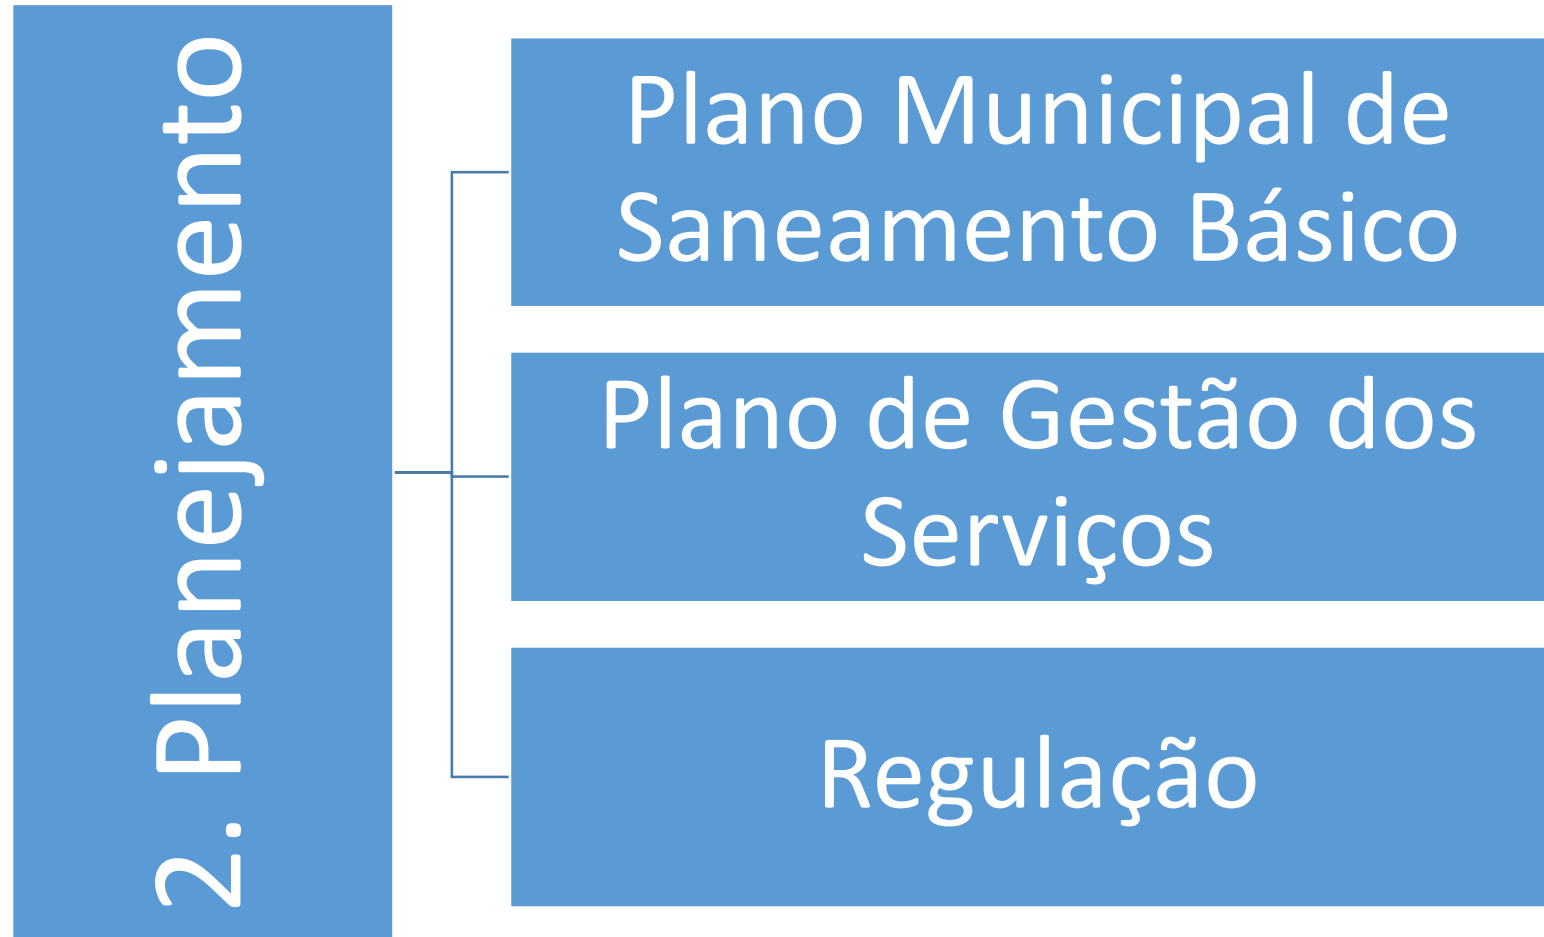 2. Planejamento
Plano Municipal de
Saneamento Básico
Plano de Gestão dos
Serviços
Regulação